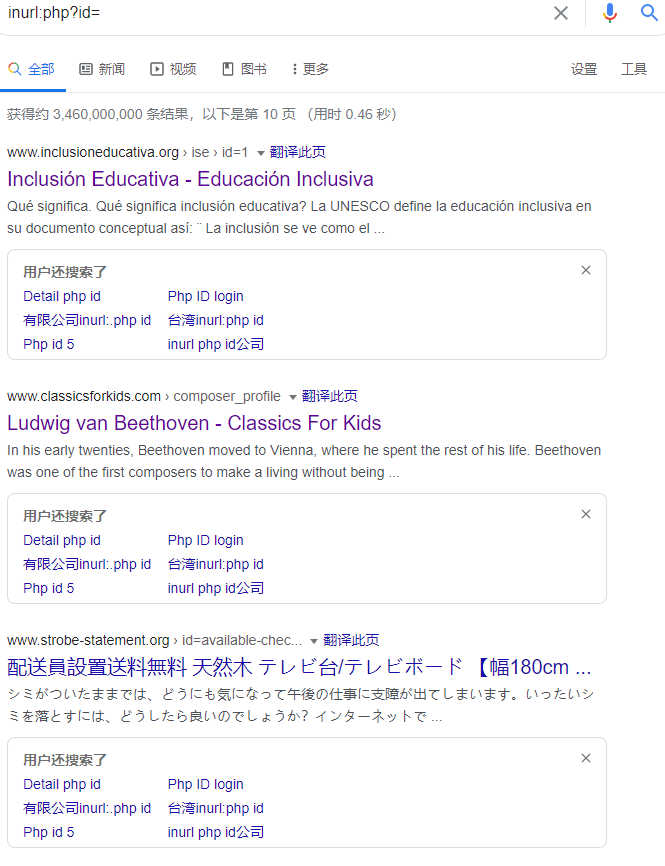 inurl:php?id=
全部 新闻 视频 图书 更多 设置 工具
获得约 3,460,000,000 条结果，以下是第 10 页 （用时 0.46 秒）
www.inclusioneducativa.org › ise › id=1 翻译此页
Inclusión Educativa - Educación Inclusiva
Qué significa. Qué significa inclusión educativa? La UNESCO define la educación inclusiva en
su documento conceptual así: ¨ La inclusión se ve como el ...
用户还搜索了
Detail php id Php ID login
有限公司inurl:.php id 台湾inurl:php id
Php id 5 inurl php id公司
www.classicsforkids.com › composer_profile 翻译此页
Ludwig van Beethoven - Classics For Kids
In his early twenties, Beethoven moved to Vienna, where he spent the rest of his life. Beethoven
was one of the first composers to make a living without being ...
用户还搜索了
Detail php id Php ID login
有限公司inurl:.php id 台湾inurl:php id
Php id 5 inurl php id公司
www.strobe-statement.org › id=available-chec... 翻译此页
配送員設置送料無料 天然木 テレビ台/テレビボード 【幅180cm ...
シミがついたままでは、どうにも気になって午後の仕事に支障が出てしまいます。いったいシ
ミを落とすには、どうしたら良いのでしょうか? インターネットで ...
用户还搜索了
Detail php id Php ID login
有限公司inurl:.php id 台湾inurl:php id
Php id 5 inurl php id公司